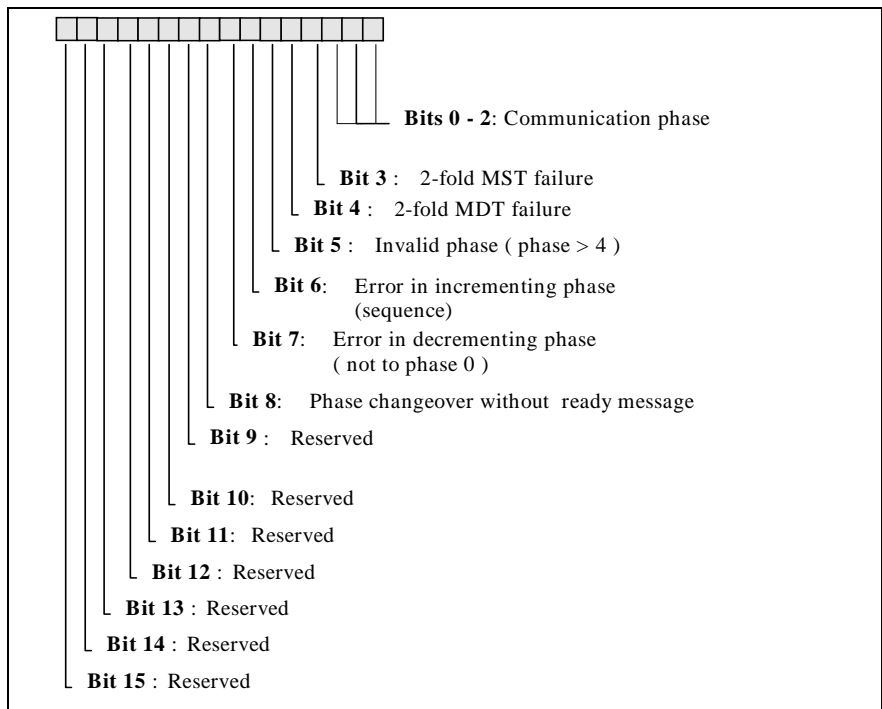 Bits 0 - 2: Communication phase
Bit 3 : 2-fold MST failure
Bit 4 : 2-fold MDT failure
Bit 5 : Invalid phase ( phase > 4 )
Bit 6: Error in incrementing phase
(sequence)
Bit 7: Error in decrementing phase
( not to phase 0 )
Bit 8: Phase changeover without ready message
Bit 9 : Reserved
Bit 10: Reserved
Bit 11: Reserved
Bit 12 : Reserved
Bit 13 : Reserved
Bit 14 : Reserved
Bit 15 : Reserved